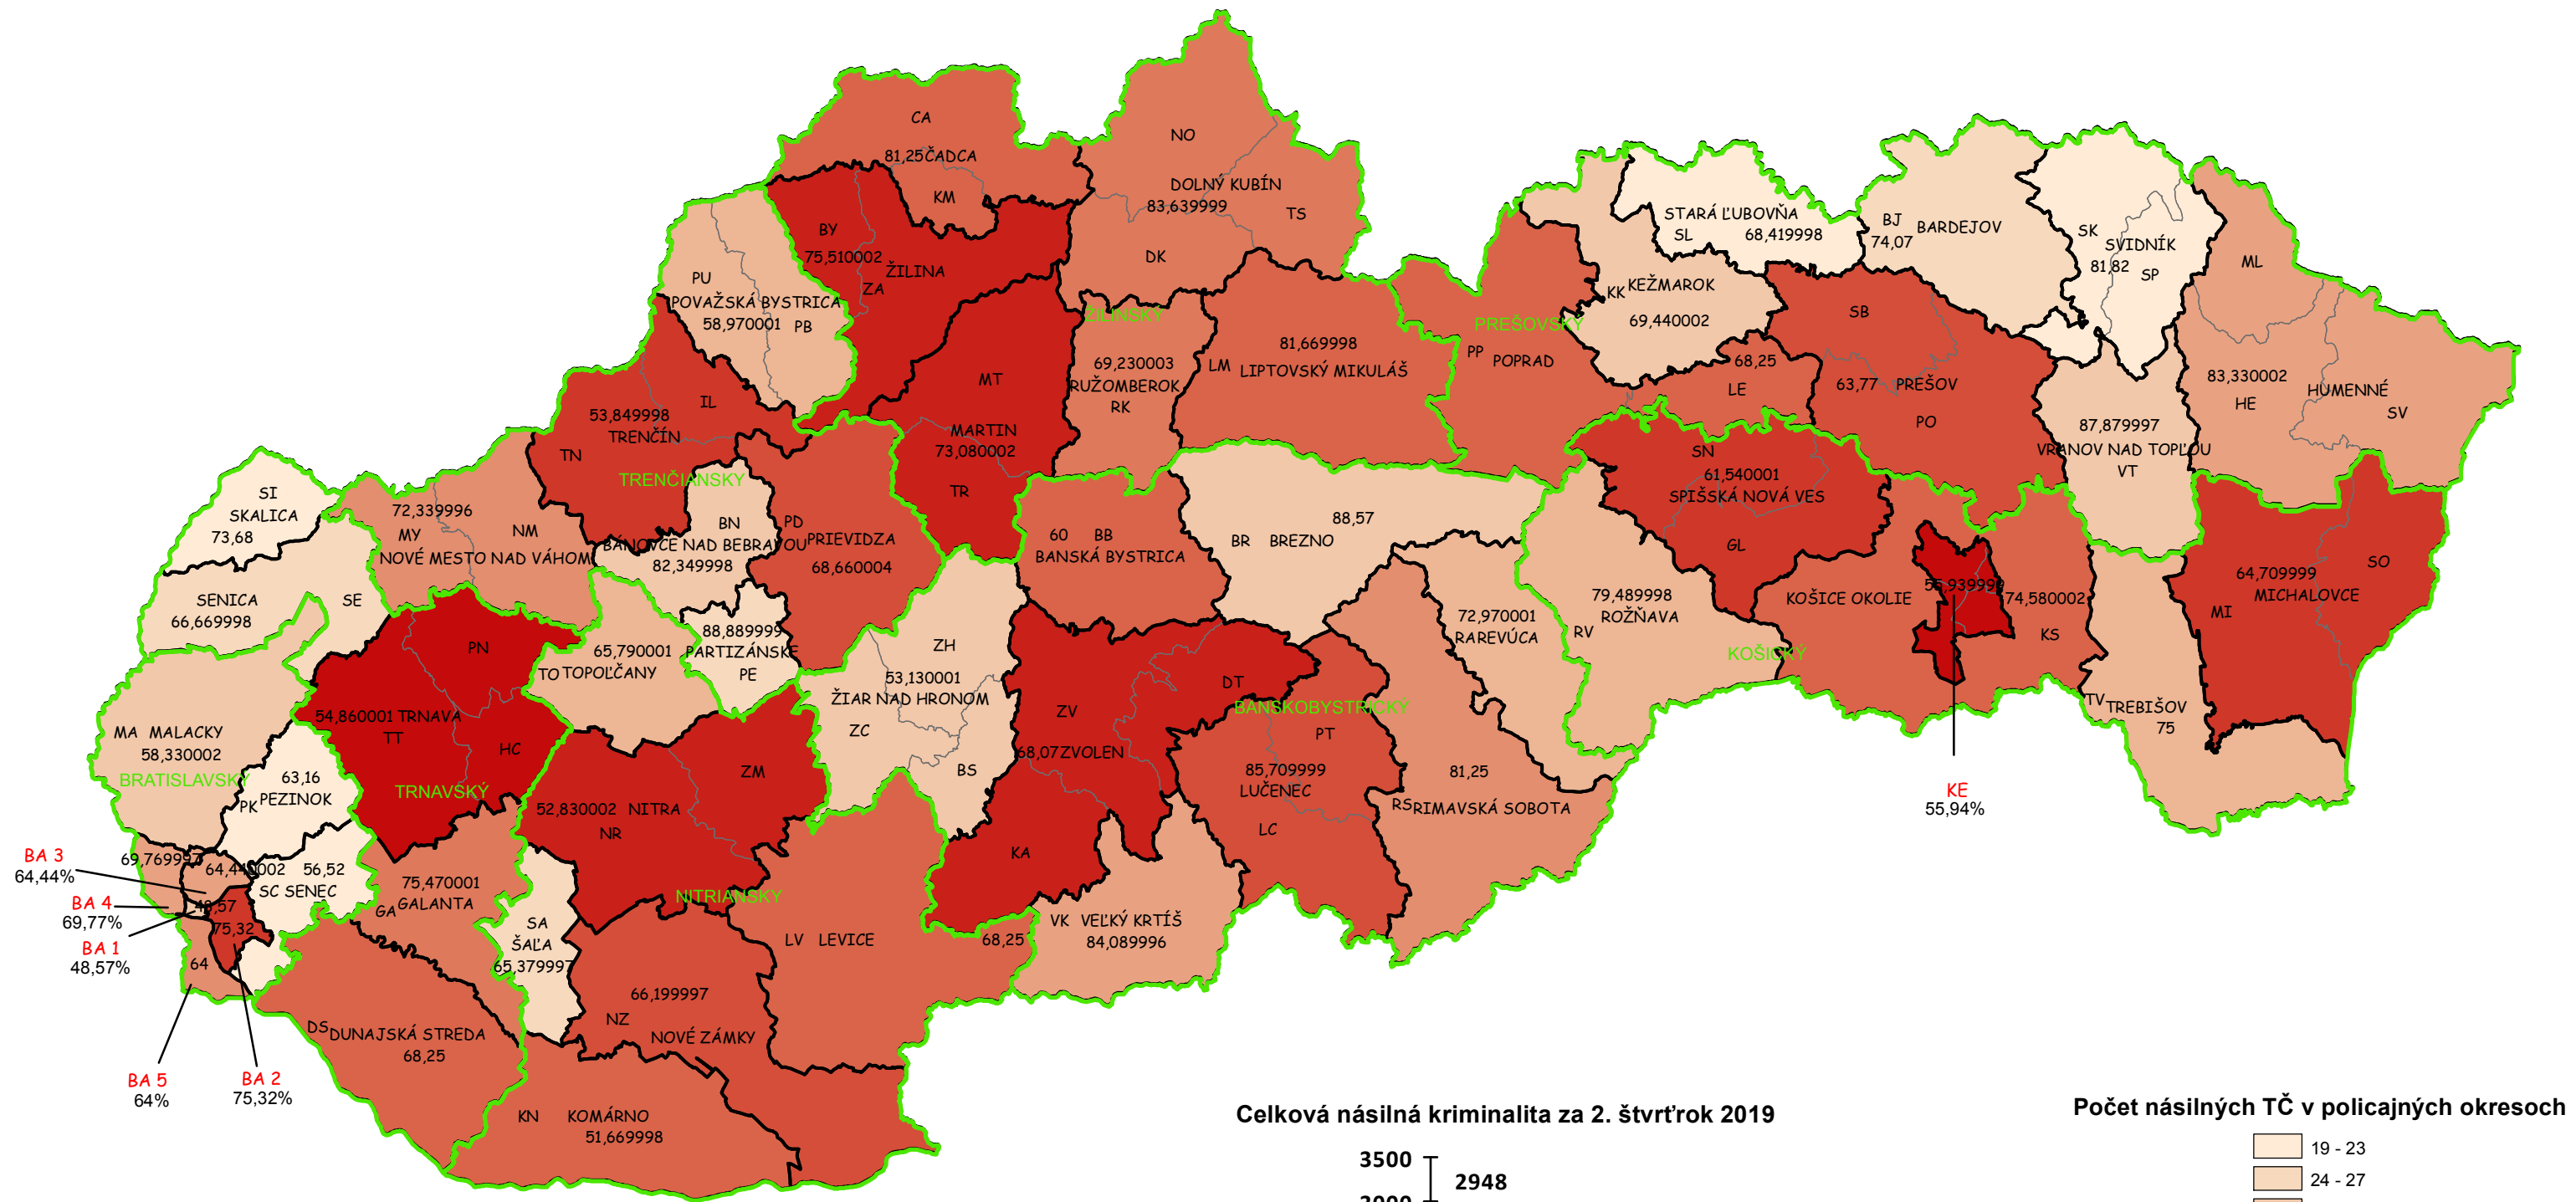 CA
81,25 ČADCA
KM
NO
DOLNÝ KUBÍN
83,639999
TS
DK
BY
75,510002
ŽILINA
ZA
PU
POVAŽSKÁ BYSTRICA
58,970001 PB
ŽILINSKÝ
MT
MARTIN
73,080002
TR
69,230003
RUŽOMBEROK
RK
81,669998
LM LIPTOVSKÝ MIKULÁŠ
PREŠOVSKÝ
PP POPRAD
STARÁ ĽUBOVŇA
SL 68,419998
KK KEŽMAROK
69,440002
BJ BARDEJOV
74,07
SK
SVIDNÍK
81,82
SP
ML
83,330002
HUMENNÉ
HE
SV
SB
63,77 PREŠOV
PO
68,25
LE
87,879997
VRANOV NAD TOPĽOU
VT
IL
53,849998
TRENČÍN
TN
TRENČIANSKY
SI
SKALICA
73,68
72,339996
MY NM
NOVÉ MESTO NAD VÁHOM
BN
BÁNOVCE NAD BEBRAVOU
82,349998
PD
PRIEVIDZA
68,660004
60 BB
BANSKÁ BYSTRICA
88,57
BR BREZNO
SN
61,540001
SPIŠSKÁ NOVÁ VES
GL
KOŠICE OKOLIE
55,939999
74,580002
KS
64,709999
MICHALOVCE
MI
SO
SENICA
66,669998
SE
PN
54,860001 TRNAVA
TT
HC
TRNAVSKÝ
65,790001
TO TOPOĽČANY
88,889999
PARTIZÁNSKE
PE
ZH
53,130001
ŽIAR NAD HRONOM
ZC
BS
72,970001
RA REVÚCA
79,489998
ROŽŇAVA
RV
KOŠICKÝ
TV TREBIŠOV
75
MA MALACKY
58,330002
BRATISLAVSKÝ
63,16
PK PEZINOK
DT
ZV
68,07 ZVOLEN
KA
BANSKOBYSTRICKÝ
PT
85,709999
LUČENEC
LC
81,25
RS RIMAVSKÁ SOBOTA
KE
55,94%
52,830002 NITRA
NR
ZM
NITRIANSKY
BA 3
64,44%
BA 4
69,77%
BA 1
48,57%
BA 5
64%
BA 2
75,32%
69,769997
64,440002
48,57
75,32
64
56,52
SC SENEC
75,470001
GA GALANTA
SA
ŠAĽA
65,379997
LV LEVICE
68,25
VK VEĽKÝ KRTÍŠ
84,089996
66,199997
NZ
NOVÉ ZÁMKY
DS DUNAJSKÁ STREDA
68,25
KN KOMÁRNO
51,669998
Celková násilná kriminalita za 2. štvrťrok 2019
3500
2948
Počet násilných TČ v policajných okresoch
19 - 23
24 - 27